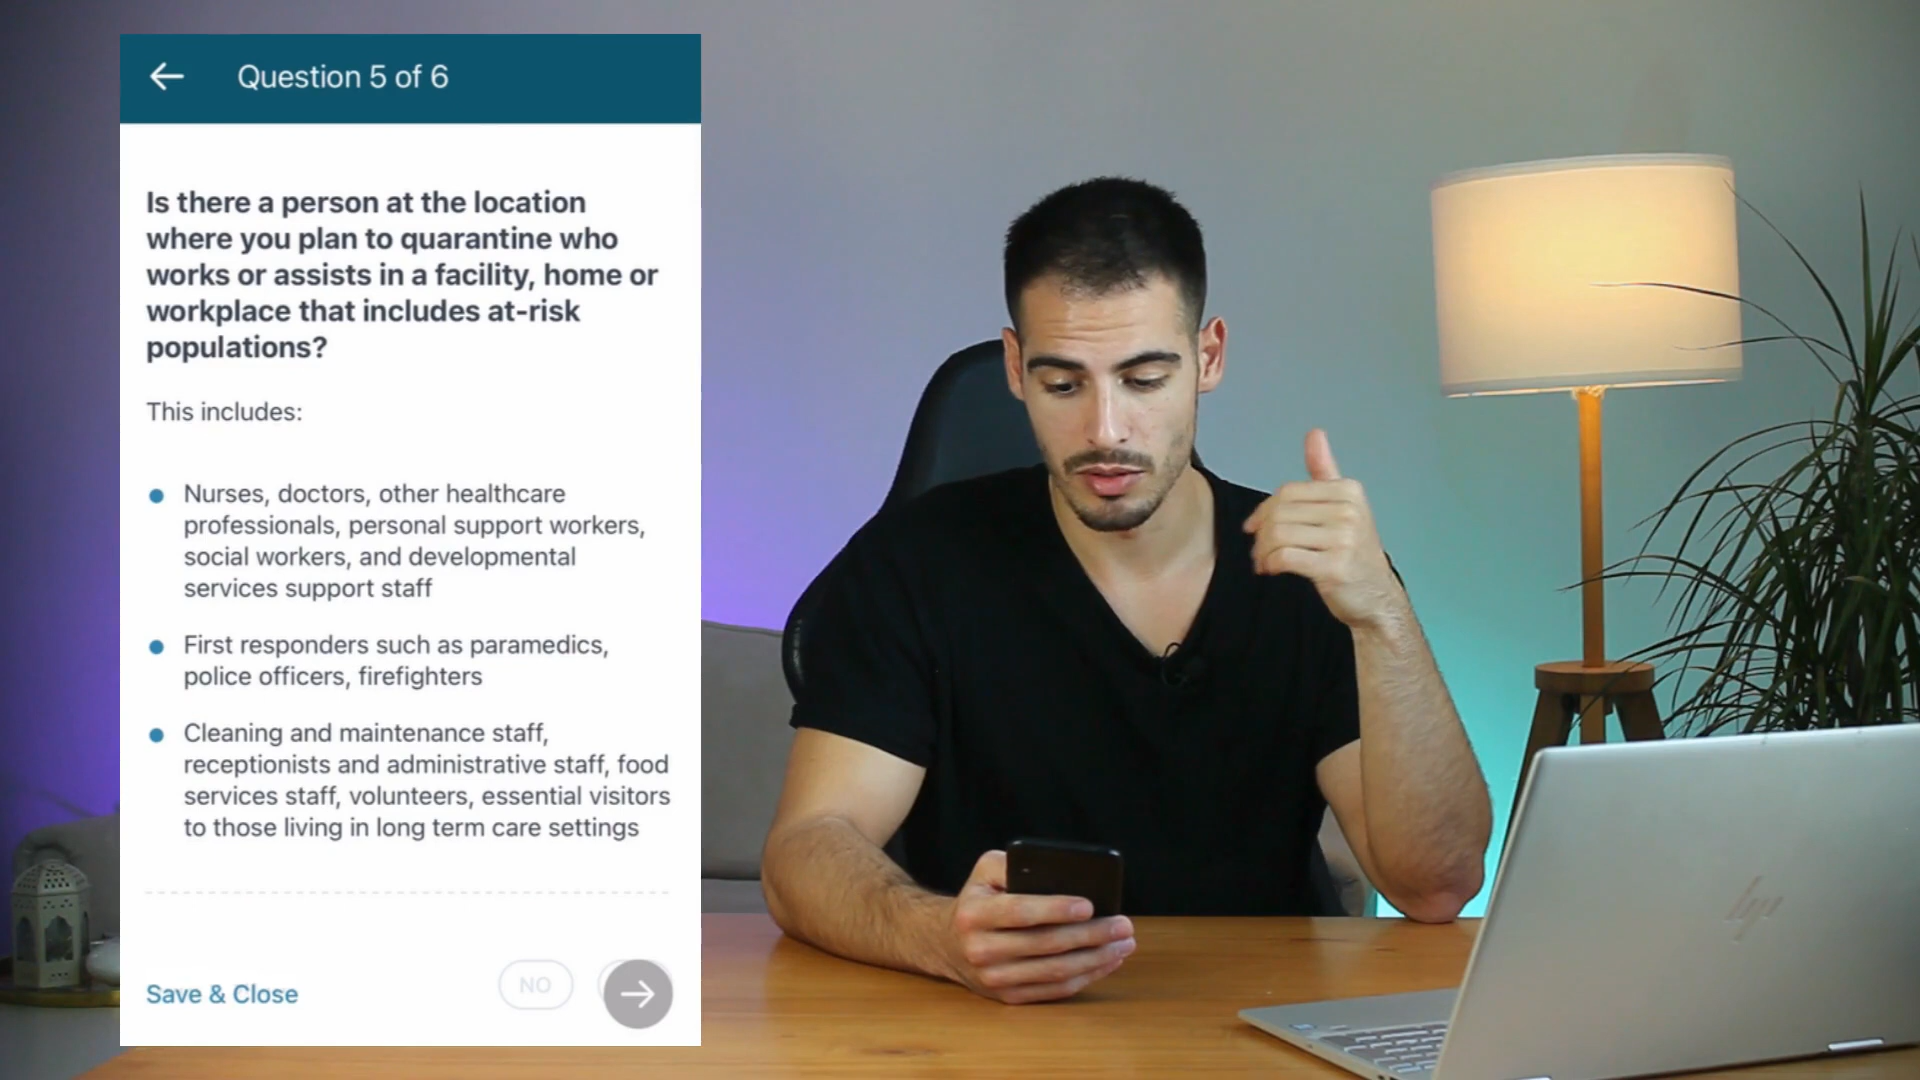 Question 5 of 6
Is there a person at the location
where you plan to quarantine who
works or assists in a facility, home or
workplace that includes at-risk
populations?
This includes:
Nurses, doctors, other healthcare
professionals, personal support workers,
social workers, and developmental
services support staff
First responders such as paramedics,
police officers, firefighters
Cleaning and maintenance staff,
receptionists and administrative staff, food
services staff, volunteers, essential visitors
to those living in long term care settings
Save & Close
NO
hp